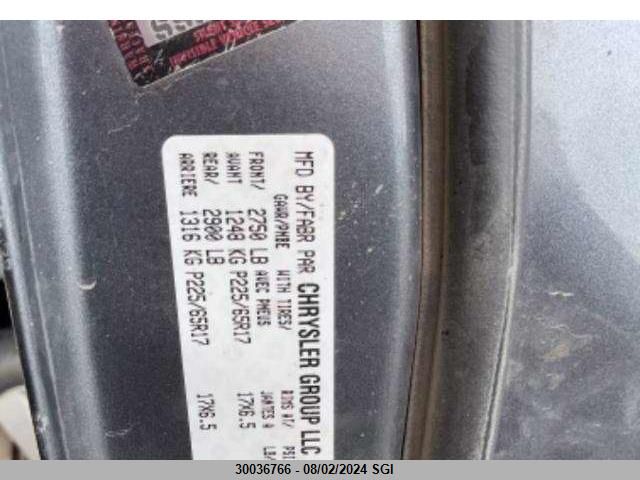 MFD BY/FABR PAR CHRYSLER GROUP LLC
GAWR/PNBE WITH TIRES/ RIMS AT/ PSI
FRONT/ 2750 LB AVEC PNEUS JANTES A LB/
AVANT 1248 KG P225/65R17 17X6.5
REAR/ 2900 LB
ARRIERE 1316 KG P225/65R17 17X6.5
30036766 - 08/02/2024 SGI